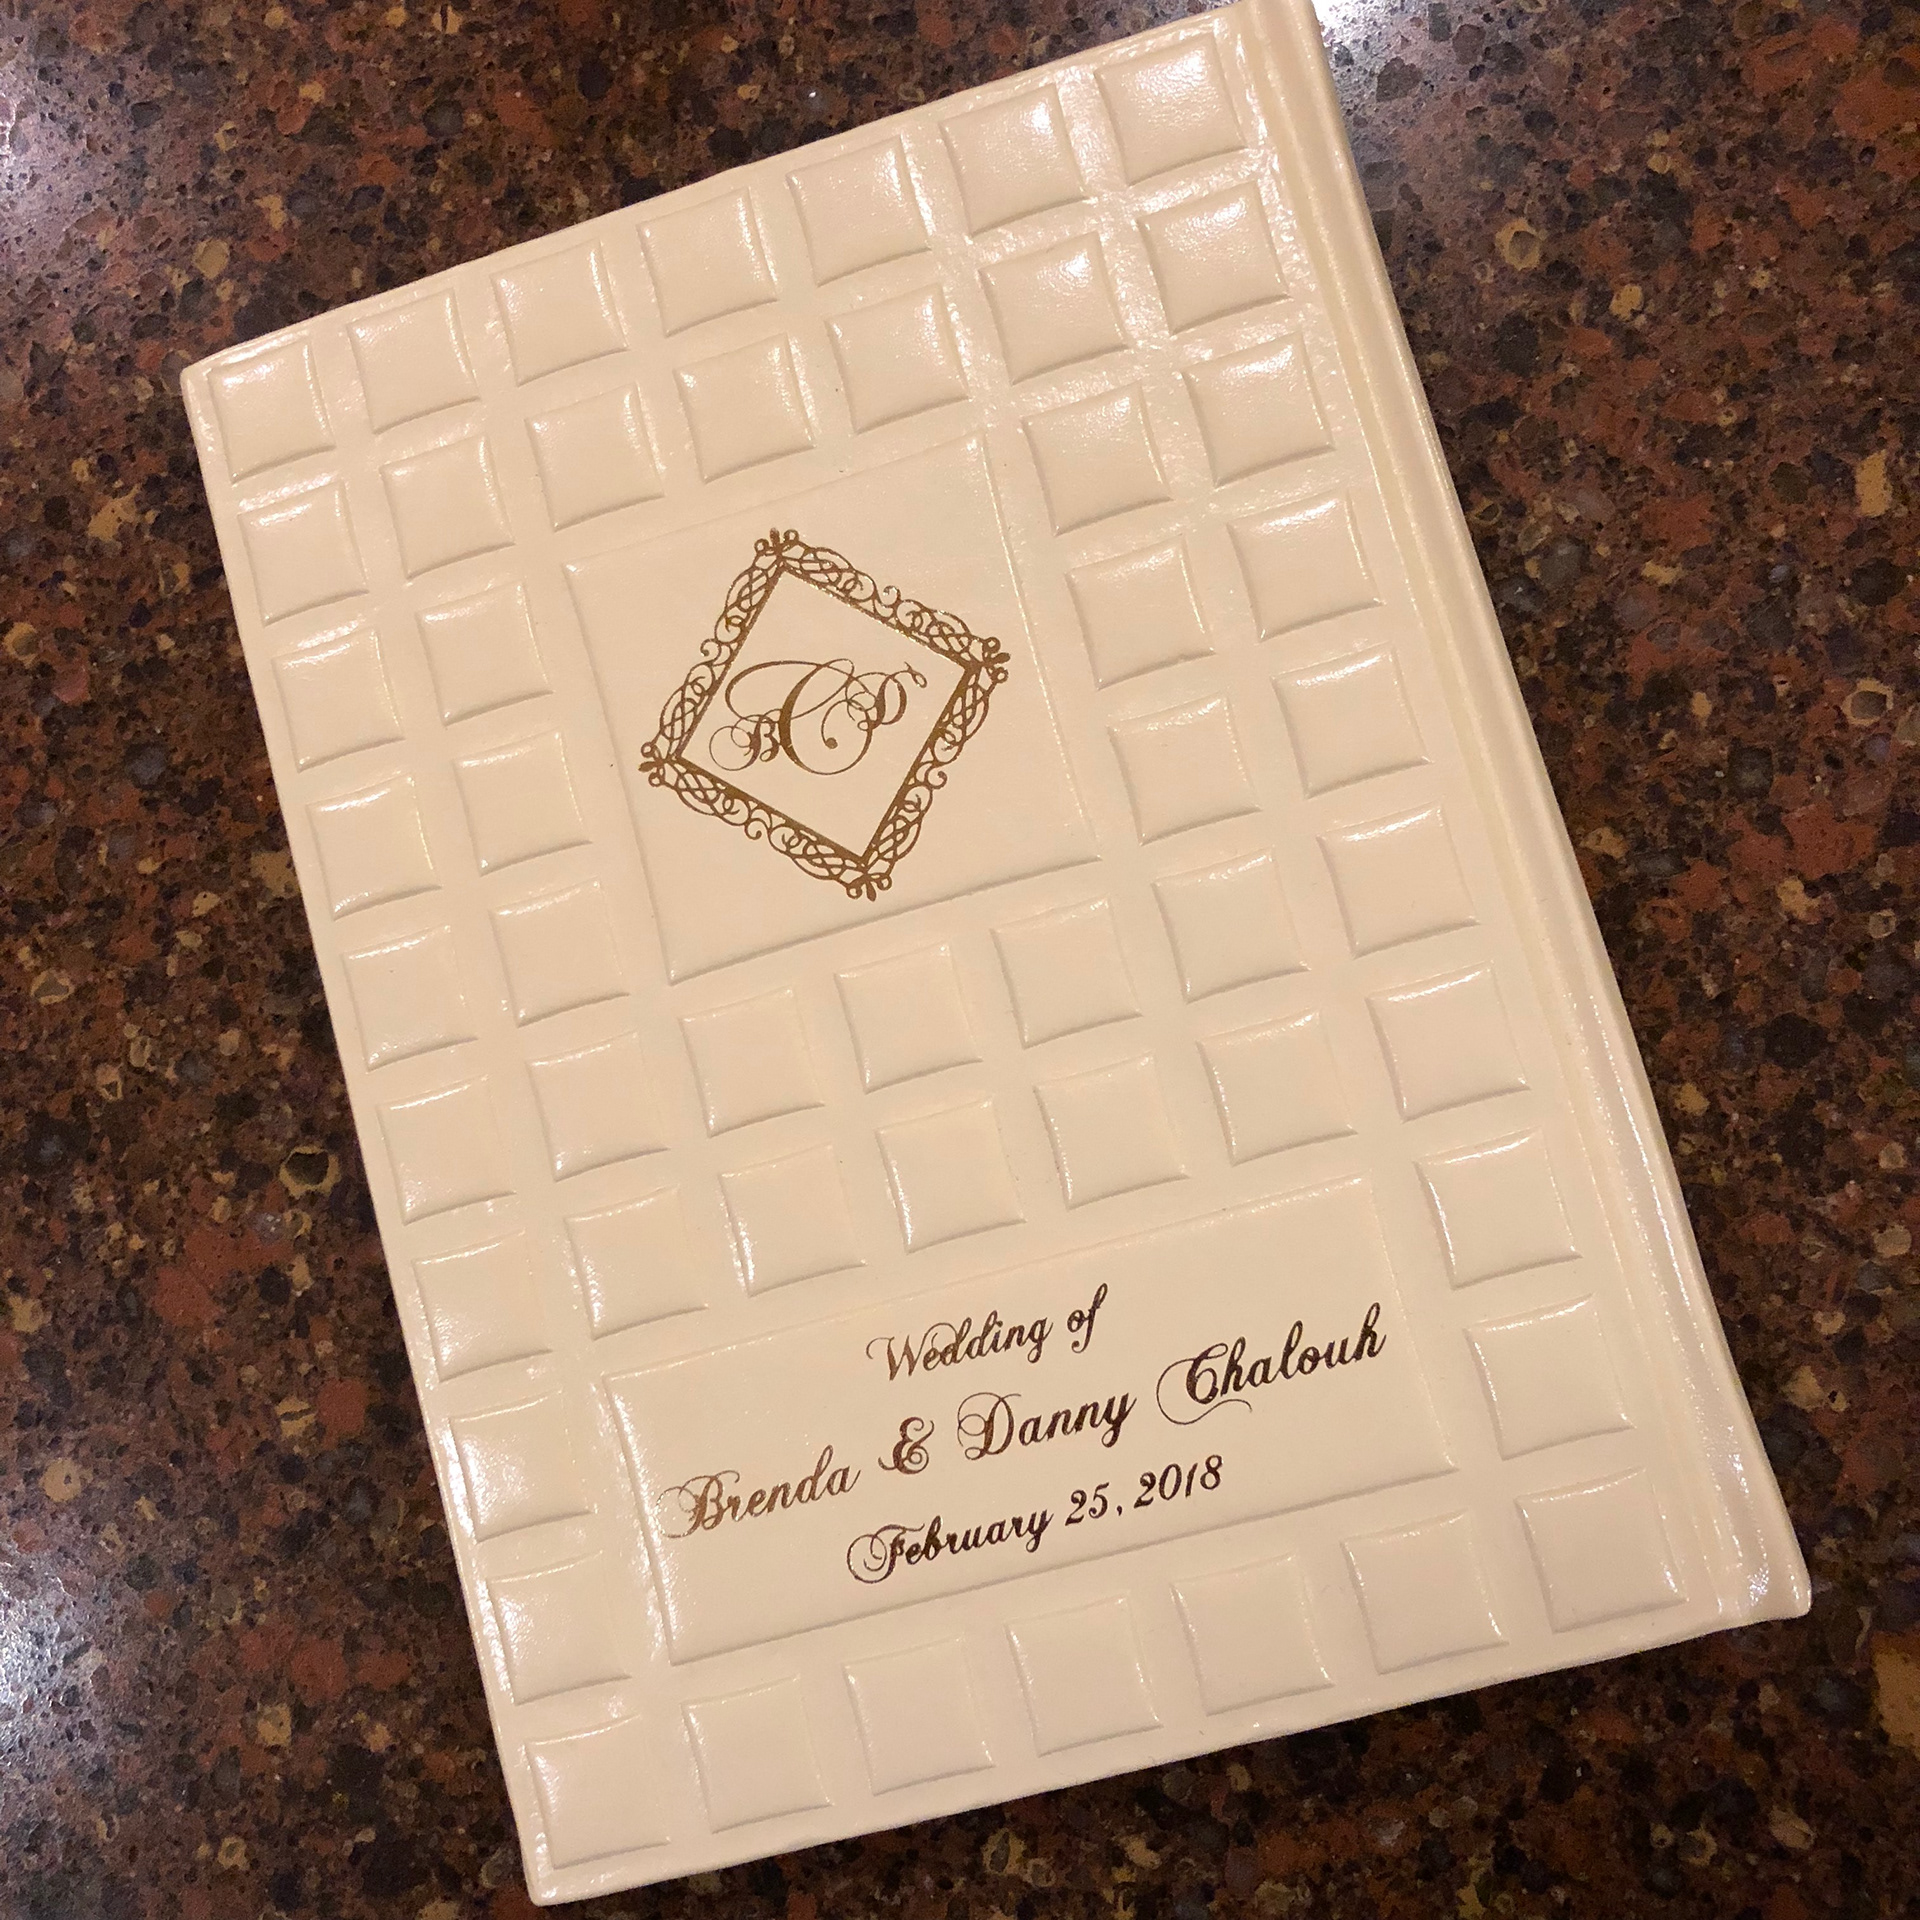 BCD
Wedding of
Brenda & Danny Chalouh
February 25, 2018